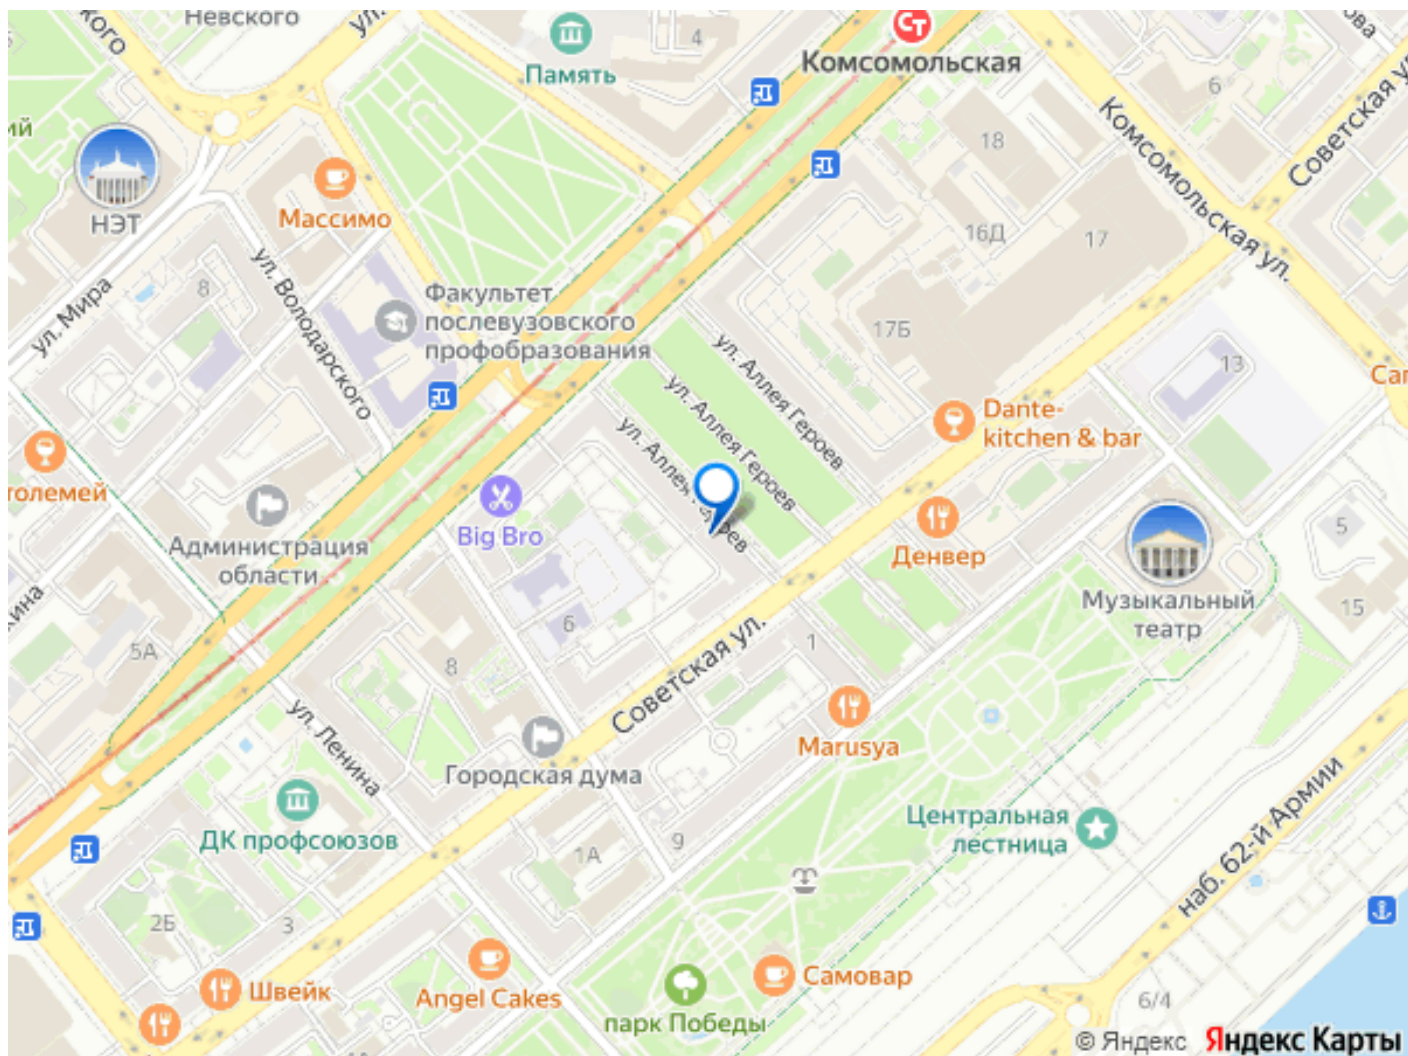 Невского
ского
ул.
4
Память
Комсомольская
6
Советская ул.
Комсомольская ул.
18
ий
НЭТ
Массимо
16Д
17
ул. Мира
8
ул. Володарского
Факультет
послевузовского
профобразования
17Б
13
ул. Аллея Героев
ул. Аллея Героев
ул. Аллея
Dante-
kitchen & bar
толемей
Big Bro
Администрация
области
Денвер
5
Музыкальный
театр
15
кина
5А
6
8
1
Советская ул.
ул. Ленина
Marusya
Городская дума
ДК профсоюзов
Центральная
лестница
наб. 62-й Армии
1А
9
2Б
3
Швейк
Angel Cakes
Самовар
парк Победы
6/4
© Яндекс Яндекс Карты